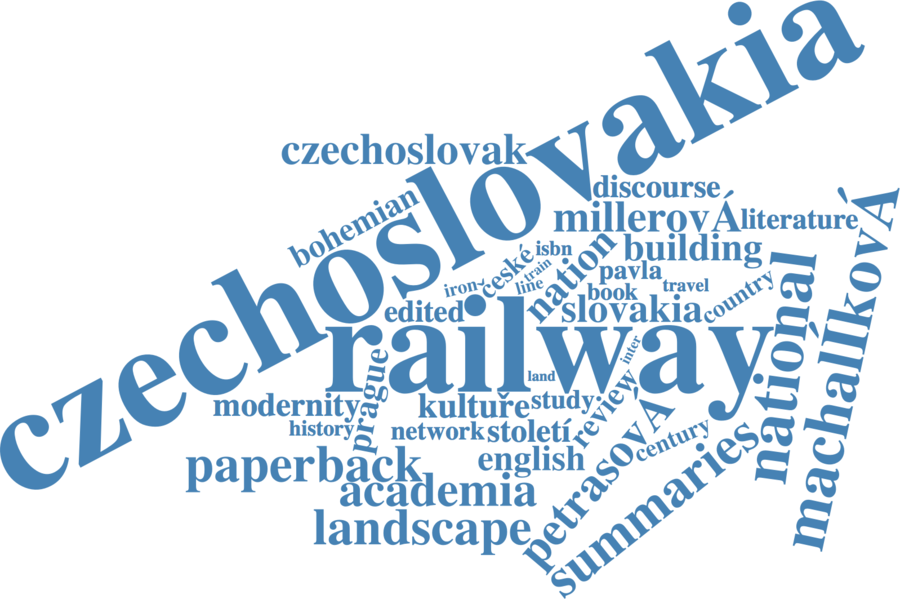 czechoslovakia
czechoslovak
bohemian
discourse
millerovÁ
literature
building
isbn
české
train
line
iron-
nation
pavla
travel
book
country
edited
slovakia
railway
national
machallkovÁ
inter
land
prague
review
modernity
kultuře
study
history
network
století
petrasovÁ
century
paperback
english
summaries
academia
landscape